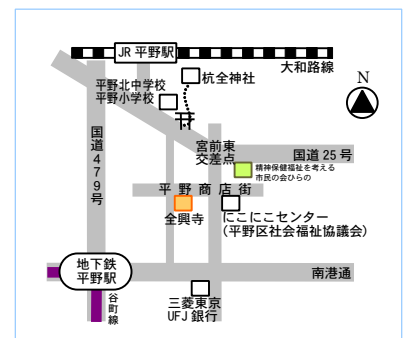 JR 平野駅
大和路線
杭全神社
平野北中学校
平野小学校
N
国道479号
宮前東
交差点
国道 25 号
精神保健福祉を考える
市民の会ひらの
平 野 商 店 街
全興寺
にこにこセンター
(平野区社会福祉協議会)
地下鉄
平野駅
南港通
谷町線
三菱東京
UFJ 銀行